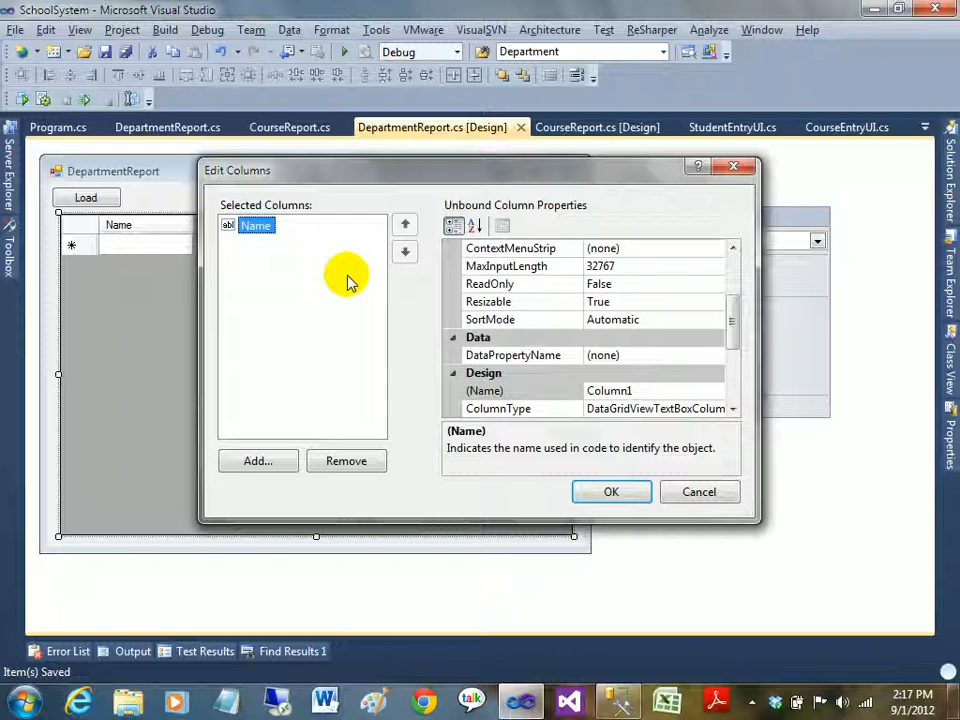 SchoolSystem - Microsoft Visual Studio
File Edit View Project Build Debug Team Data Format Tools VMware VisualSVN Architecture Test ReSharper Analyze Window Help
Debug Department
Program.cs DepartmentReport.cs CourseReport.cs DepartmentReport.cs [Design] CourseReport.cs [Design] StudentEntryUI.cs CourseEntryUI.cs
Server Explorer
Toolbox
DepartmentReport
Load
Name
Edit Columns
Selected Columns:
abl Name
Add... Remove
Unbound Column Properties
ContextMenuStrip (none)
MaxInputLength 32767
ReadOnly False
Resizable True
SortMode Automatic
Data
DataPropertyName (none)
Design
(Name) Column1
ColumnType DataGridViewTextBoxColum
(Name)
Indicates the name used in code to identify the object.
OK Cancel
Solution Explorer
Team Explorer
Class View
Properties
Error List Output Test Results Find Results 1
Item(s) Saved
talk
2:17 PM
9/1/2012